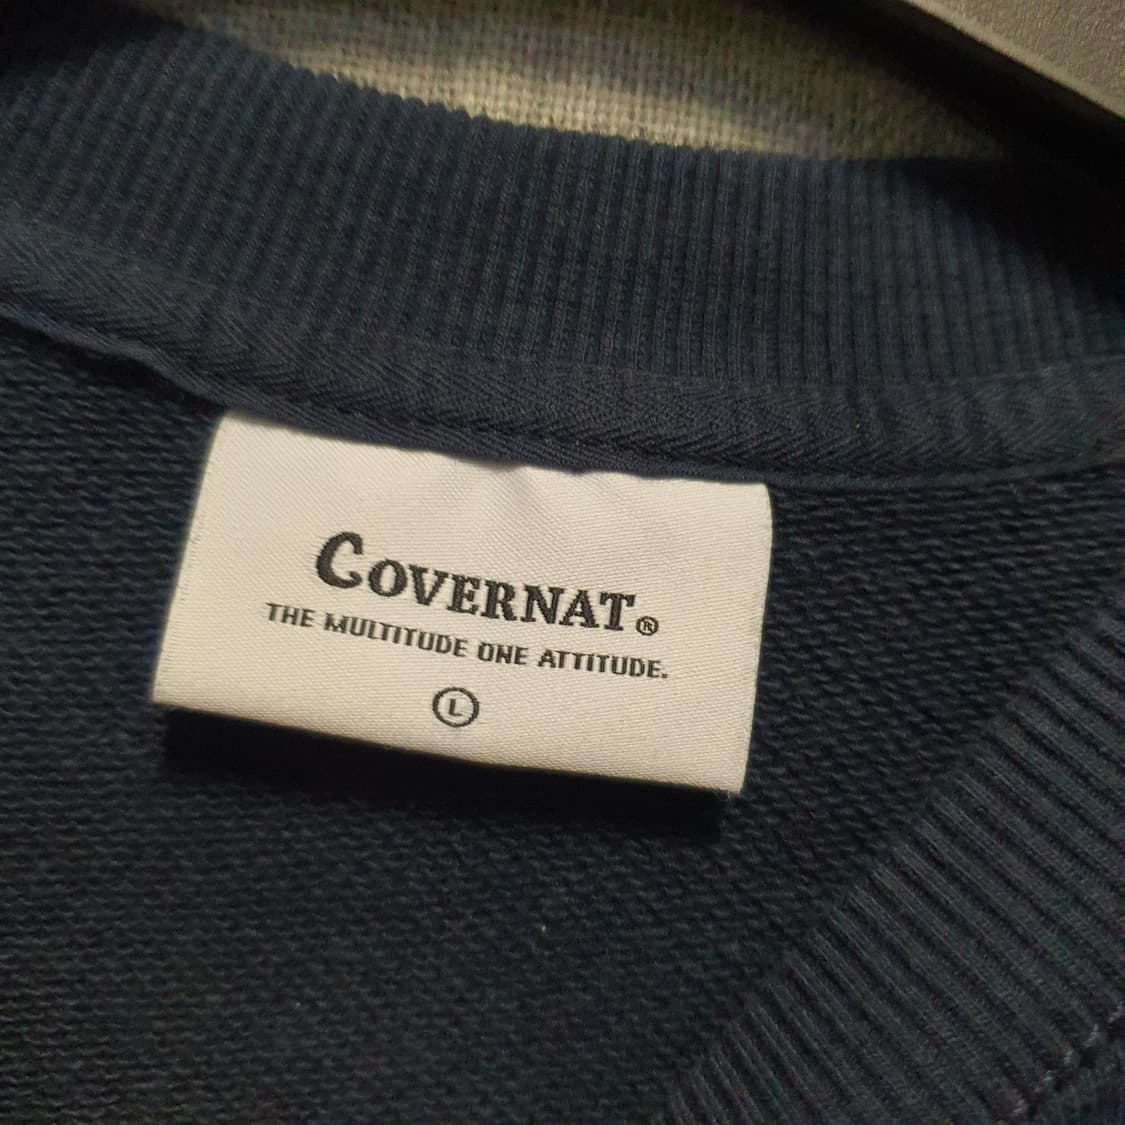 COVERNAT®
THE MULTITUDE ONE ATTITUDE.
L